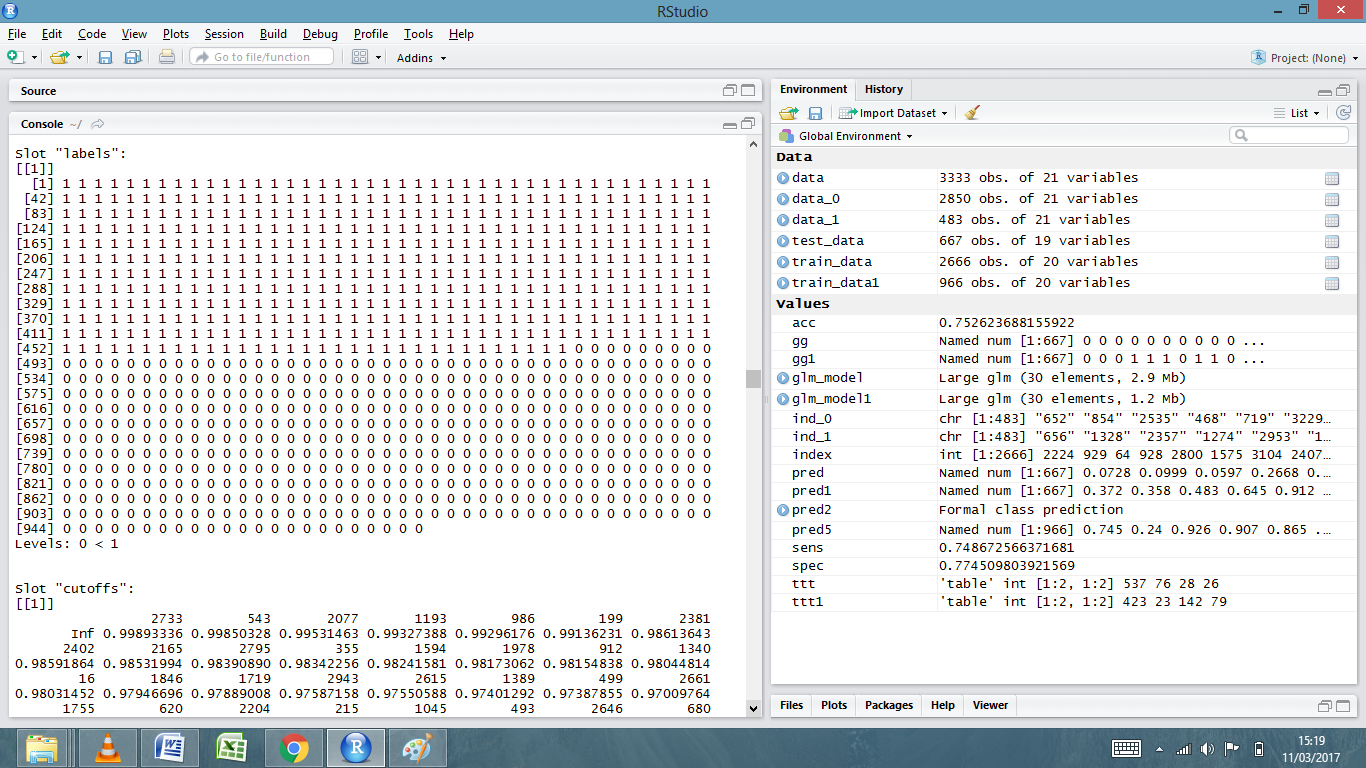 RStudio
File Edit Code View Plots Session Build Debug Profile Tools Help
Go to file/function Addins Project: (None)
Source
Console ~/
Slot "labels":
[[1]]
[1] 1 1 1 1 1 1 1 1 1 1 1 1 1 1 1 1 1 1 1 1 1 1 1 1 1 1 1 1 1 1 1 1 1 1 1 1 1 1 1 1 1
[42] 1 1 1 1 1 1 1 1 1 1 1 1 1 1 1 1 1 1 1 1 1 1 1 1 1 1 1 1 1 1 1 1 1 1 1 1 1 1 1 1 1
[83] 1 1 1 1 1 1 1 1 1 1 1 1 1 1 1 1 1 1 1 1 1 1 1 1 1 1 1 1 1 1 1 1 1 1 1 1 1 1 1 1 1
[124] 1 1 1 1 1 1 1 1 1 1 1 1 1 1 1 1 1 1 1 1 1 1 1 1 1 1 1 1 1 1 1 1 1 1 1 1 1 1 1 1 1
[165] 1 1 1 1 1 1 1 1 1 1 1 1 1 1 1 1 1 1 1 1 1 1 1 1 1 1 1 1 1 1 1 1 1 1 1 1 1 1 1 1 1
[206] 1 1 1 1 1 1 1 1 1 1 1 1 1 1 1 1 1 1 1 1 1 1 1 1 1 1 1 1 1 1 1 1 1 1 1 1 1 1 1 1 1
[247] 1 1 1 1 1 1 1 1 1 1 1 1 1 1 1 1 1 1 1 1 1 1 1 1 1 1 1 1 1 1 1 1 1 1 1 1 1 1 1 1 1
[288] 1 1 1 1 1 1 1 1 1 1 1 1 1 1 1 1 1 1 1 1 1 1 1 1 1 1 1 1 1 1 1 1 1 1 1 1 1 1 1 1 1
[329] 1 1 1 1 1 1 1 1 1 1 1 1 1 1 1 1 1 1 1 1 1 1 1 1 1 1 1 1 1 1 1 1 1 1 1 1 1 1 1 1 1
[370] 1 1 1 1 1 1 1 1 1 1 1 1 1 1 1 1 1 1 1 1 1 1 1 1 1 1 1 1 1 1 1 1 1 1 1 1 1 1 1 1 1
[411] 1 1 1 1 1 1 1 1 1 1 1 1 1 1 1 1 1 1 1 1 1 1 1 1 1 1 1 1 1 1 1 1 1 1 1 1 1 1 1 1 1
[452] 1 1 1 1 1 1 1 1 1 1 1 1 1 1 1 1 1 1 1 1 1 1 1 1 1 1 1 1 1 1 1 1 0 0 0 0 0 0 0 0 0
[493] 0 0 0 0 0 0 0 0 0 0 0 0 0 0 0 0 0 0 0 0 0 0 0 0 0 0 0 0 0 0 0 0 0 0 0 0 0 0 0 0 0
[534] 0 0 0 0 0 0 0 0 0 0 0 0 0 0 0 0 0 0 0 0 0 0 0 0 0 0 0 0 0 0 0 0 0 0 0 0 0 0 0 0 0
[575] 0 0 0 0 0 0 0 0 0 0 0 0 0 0 0 0 0 0 0 0 0 0 0 0 0 0 0 0 0 0 0 0 0 0 0 0 0 0 0 0 0
[616] 0 0 0 0 0 0 0 0 0 0 0 0 0 0 0 0 0 0 0 0 0 0 0 0 0 0 0 0 0 0 0 0 0 0 0 0 0 0 0 0 0
[657] 0 0 0 0 0 0 0 0 0 0 0 0 0 0 0 0 0 0 0 0 0 0 0 0 0 0 0 0 0 0 0 0 0 0 0 0 0 0 0 0 0
[698] 0 0 0 0 0 0 0 0 0 0 0 0 0 0 0 0 0 0 0 0 0 0 0 0 0 0 0 0 0 0 0 0 0 0 0 0 0 0 0 0 0
[739] 0 0 0 0 0 0 0 0 0 0 0 0 0 0 0 0 0 0 0 0 0 0 0 0 0 0 0 0 0 0 0 0 0 0 0 0 0 0 0 0 0
[780] 0 0 0 0 0 0 0 0 0 0 0 0 0 0 0 0 0 0 0 0 0 0 0 0 0 0 0 0 0 0 0 0 0 0 0 0 0 0 0 0 0
[821] 0 0 0 0 0 0 0 0 0 0 0 0 0 0 0 0 0 0 0 0 0 0 0 0 0 0 0 0 0 0 0 0 0 0 0 0 0 0 0 0 0
[862] 0 0 0 0 0 0 0 0 0 0 0 0 0 0 0 0 0 0 0 0 0 0 0 0 0 0 0 0 0 0 0 0 0 0 0 0 0 0 0 0 0
[903] 0 0 0 0 0 0 0 0 0 0 0 0 0 0 0 0 0 0 0 0 0 0 0 0 0 0 0 0 0 0 0 0 0 0 0 0 0 0 0 0 0
[944] 0 0 0 0 0 0 0 0 0 0 0 0 0 0 0 0 0 0 0 0 0 0 0
Levels: 0 < 1
Slot "cutoffs":
[[1]]
2733 543 2077 1193 986 199 2381
Inf 0.99893336 0.99850328 0.99531463 0.99327388 0.99296176 0.99136231 0.98613643
2402 2165 2795 355 1594 1978 912 1340
0.98591864 0.98531994 0.98390890 0.98342256 0.98241581 0.98173062 0.98154838 0.98044814
16 1846 1719 2943 2615 1389 499 2661
0.98031452 0.97946696 0.97889008 0.97587158 0.97550588 0.97401292 0.97387855 0.97009764
1755 620 2204 215 1045 493 2646 680
Environment History
Import Dataset List
Global Environment
Data
data 3333 obs. of 21 variables
data_0 2850 obs. of 21 variables
data_1 483 obs. of 21 variables
test_data 667 obs. of 19 variables
train_data 2666 obs. of 20 variables
train_data1 966 obs. of 20 variables
Values
acc 0.752623688155922
gg Named num [1:667] 0 0 0 0 0 0 0 0 0 0 ...
gg1 Named num [1:667] 0 0 0 1 1 1 0 1 1 0 ...
glm_model Large glm (30 elements, 2.9 Mb)
glm_model1 Large glm (30 elements, 1.2 Mb)
ind_0 chr [1:483] "652" "854" "2535" "468" "719" "3229…
ind_1 chr [1:483] "656" "1328" "2357" "1274" "2953" "1…
index int [1:2666] 2224 929 64 928 2800 1575 3104 2407…
pred Named num [1:667] 0.0728 0.0999 0.0597 0.2668 0.…
pred1 Named num [1:667] 0.372 0.358 0.483 0.645 0.912 …
pred2 Formal class prediction
pred5 Named num [1:966] 0.745 0.24 0.926 0.907 0.865 .…
sens 0.748672566371681
spec 0.774509803921569
ttt 'table' int [1:2, 1:2] 537 76 28 26
ttt1 'table' int [1:2, 1:2] 423 23 142 79
Files Plots Packages Help Viewer
15:19
11/03/2017